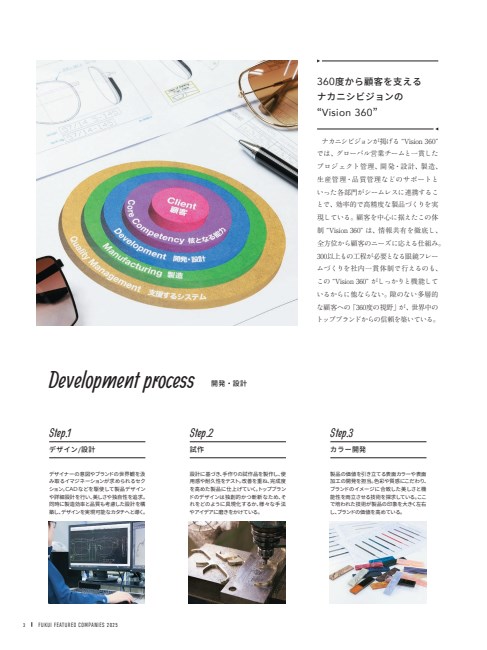 360度から顧客を支える
ナカニシビジョンの
“Vision 360”
ナカニシビジョンが掲げる “Vision 360”
では、グローバル営業チームと一貫した
プロジェクト管理、開発・設計、製造、
生産管理・品質管理などのサポートと
いった各部門がシームレスに連携するこ
とで、効率的で高精度な製品づくりを実
現している。顧客を中心に据えたこの体
制 “Vision 360” は、情報共有を徹底し、
全方位から顧客のニーズに応える仕組み。
300以上もの工程が必要となる眼鏡フレー
ムづくりを社内一貫体制で行えるのも、
この “Vision 360” がしっかりと機能して
いるからに他ならない。隙のない多層的
な顧客への「360度の視野」が、世界中の
トップブランドからの信頼を築いている。
Client
顧客
Core Competency 核となる能力
Development 開発・設計
Manufacturing 製造
Quality Management 支援するシステム
Development process 開発・設計
Step.1
デザイン/設計
デザイナーの意図やブランドの世界観を汲
み取るイマジネーションが求められるセク
ション。CADなどを駆使して製品デザイン
や詳細設計を行い、美しさや独自性を追求。
同時に製造効率と品質も考慮した設計を構
築し、デザインを実現可能なカタチへと導く。
Step.2
試作
設計に基づき、手作りの試作品を製作し、使
用感や耐久性をテスト。改善を重ね、完成度
を高めた製品に仕上げていく。トップブラン
ドのデザインは独創的かつ斬新なため、そ
れをどのように具現化するか、様々な手法
やアイデアに磨きをかけている。
Step.3
カラー開発
製品の価値を引き立てる表面カラーや表面
加工の開発を担当。色彩や質感にこだわり、
ブランドのイメージに合致した美しさと機
能性を両立させる技術を探求している。ここ
で培われた技術が製品の印象を大きく左右
し、ブランドの価値を高めている。
3 FUKUI FEATURED COMPANIES 2025